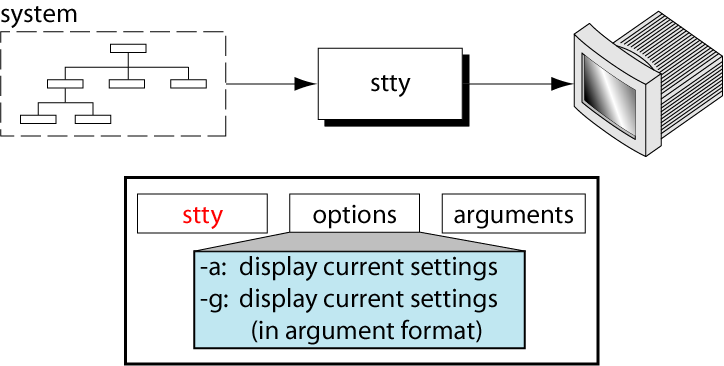 system
stty
stty
options
arguments
-a: display current settings
-g: display current settings
(in argument format)